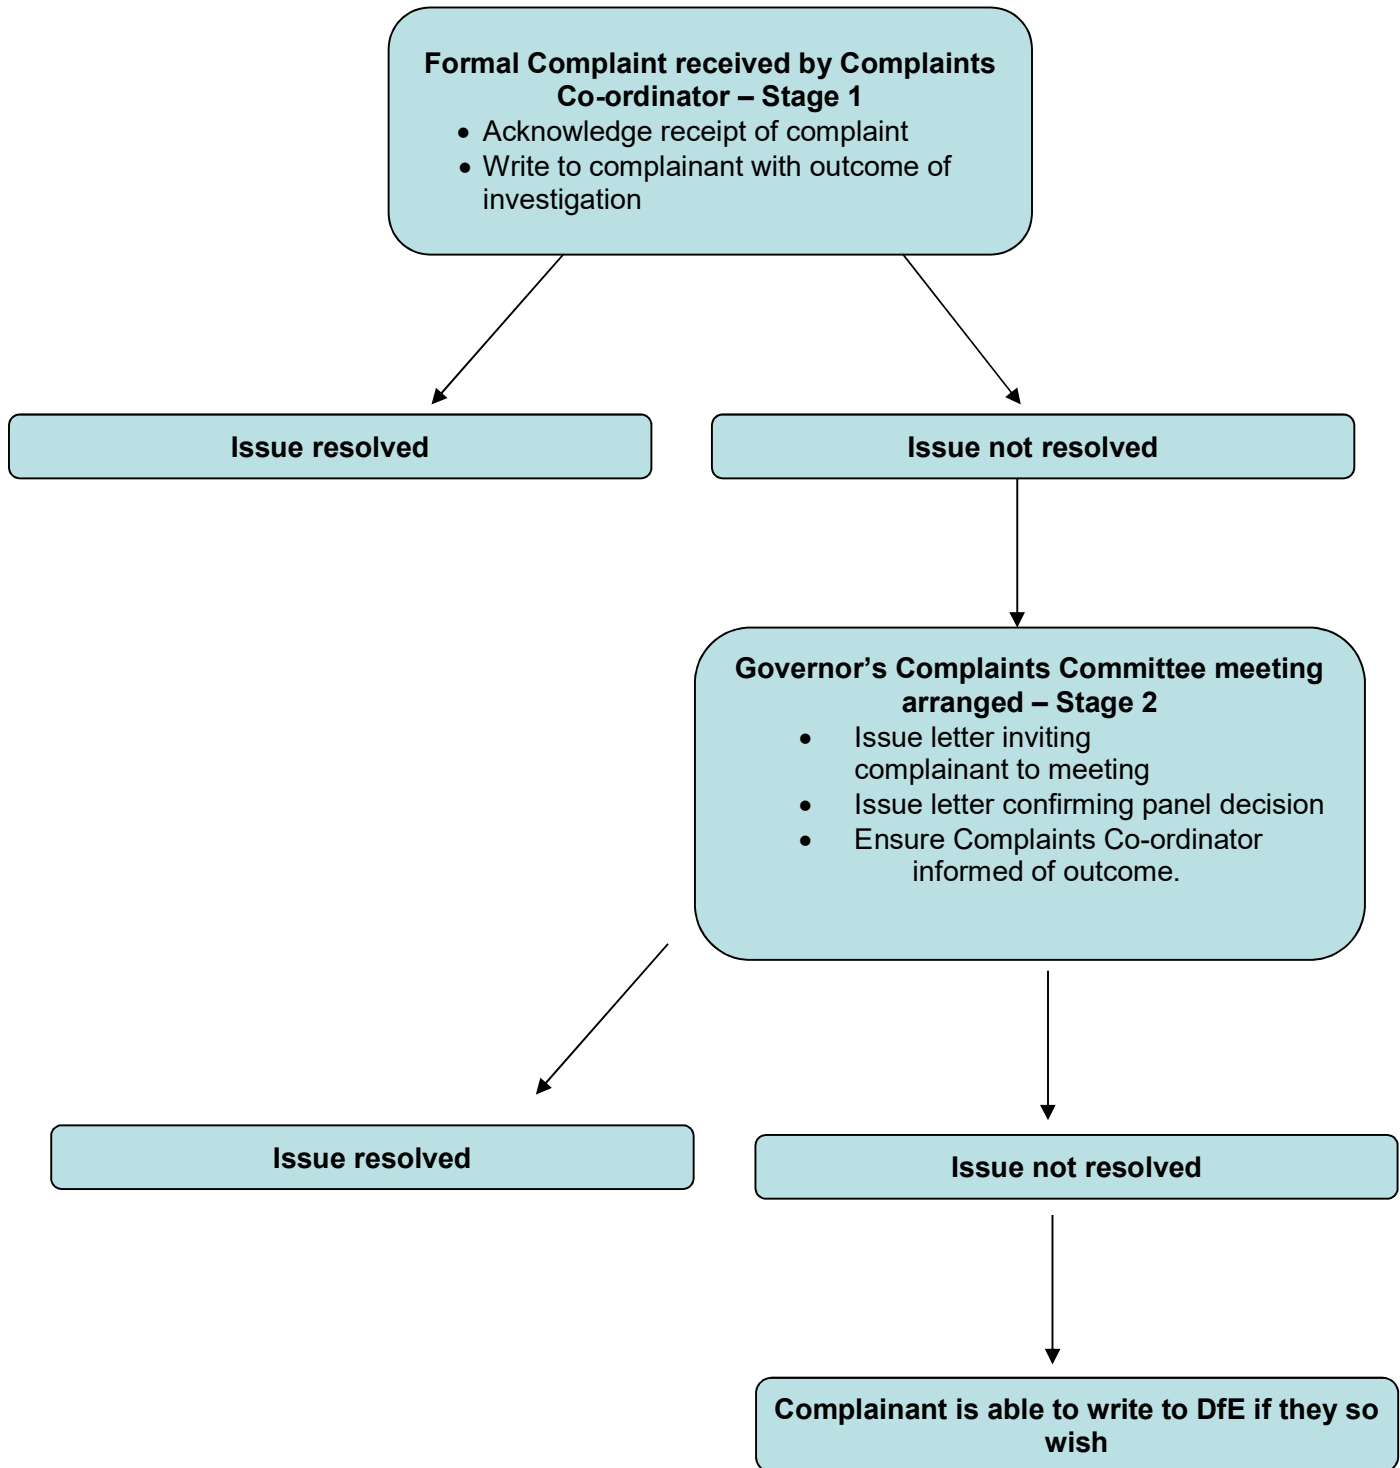 Formal Complaint received by Complaints
Co-ordinator – Stage 1
• Acknowledge receipt of complaint
• Write to complainant with outcome of
investigation
Issue resolved
Issue not resolved
Governor’s Complaints Committee meeting
arranged – Stage 2
• Issue letter inviting
complainant to meeting
• Issue letter confirming panel decision
• Ensure Complaints Co-ordinator
informed of outcome.
Issue resolved
Issue not resolved
Complainant is able to write to DfE if they so
wish